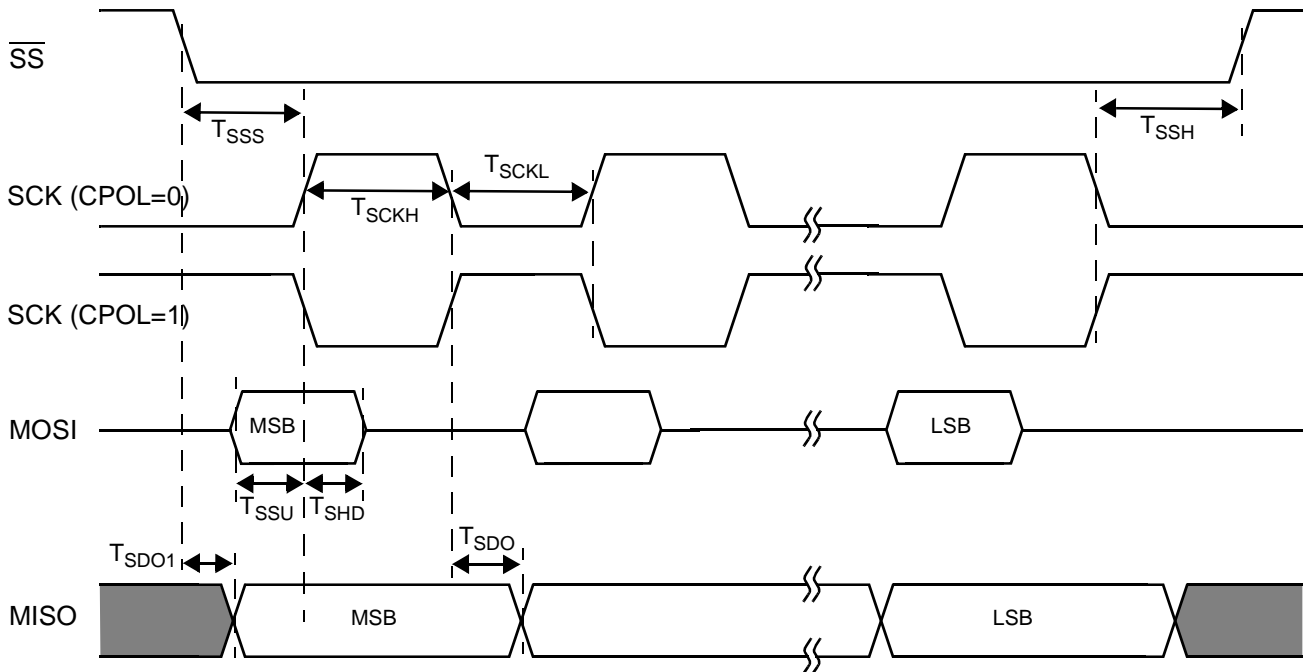 SS
TSSS
TSSH
SCK (CPOL=0)
TSCKH
TSCKL
SCK (CPOL=1)
MOSI
MSB
LSB
TSSU
TSHD
TSDO1
TSDO
MISO
MSB
LSB